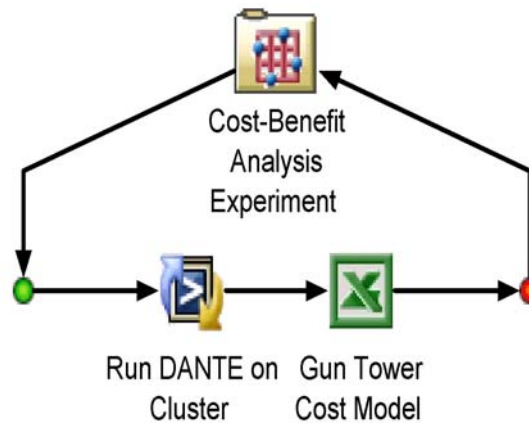 Cost-Benefit
Analysis
Experiment
Run DANTE on
Cluster
Gun Tower
Cost Model